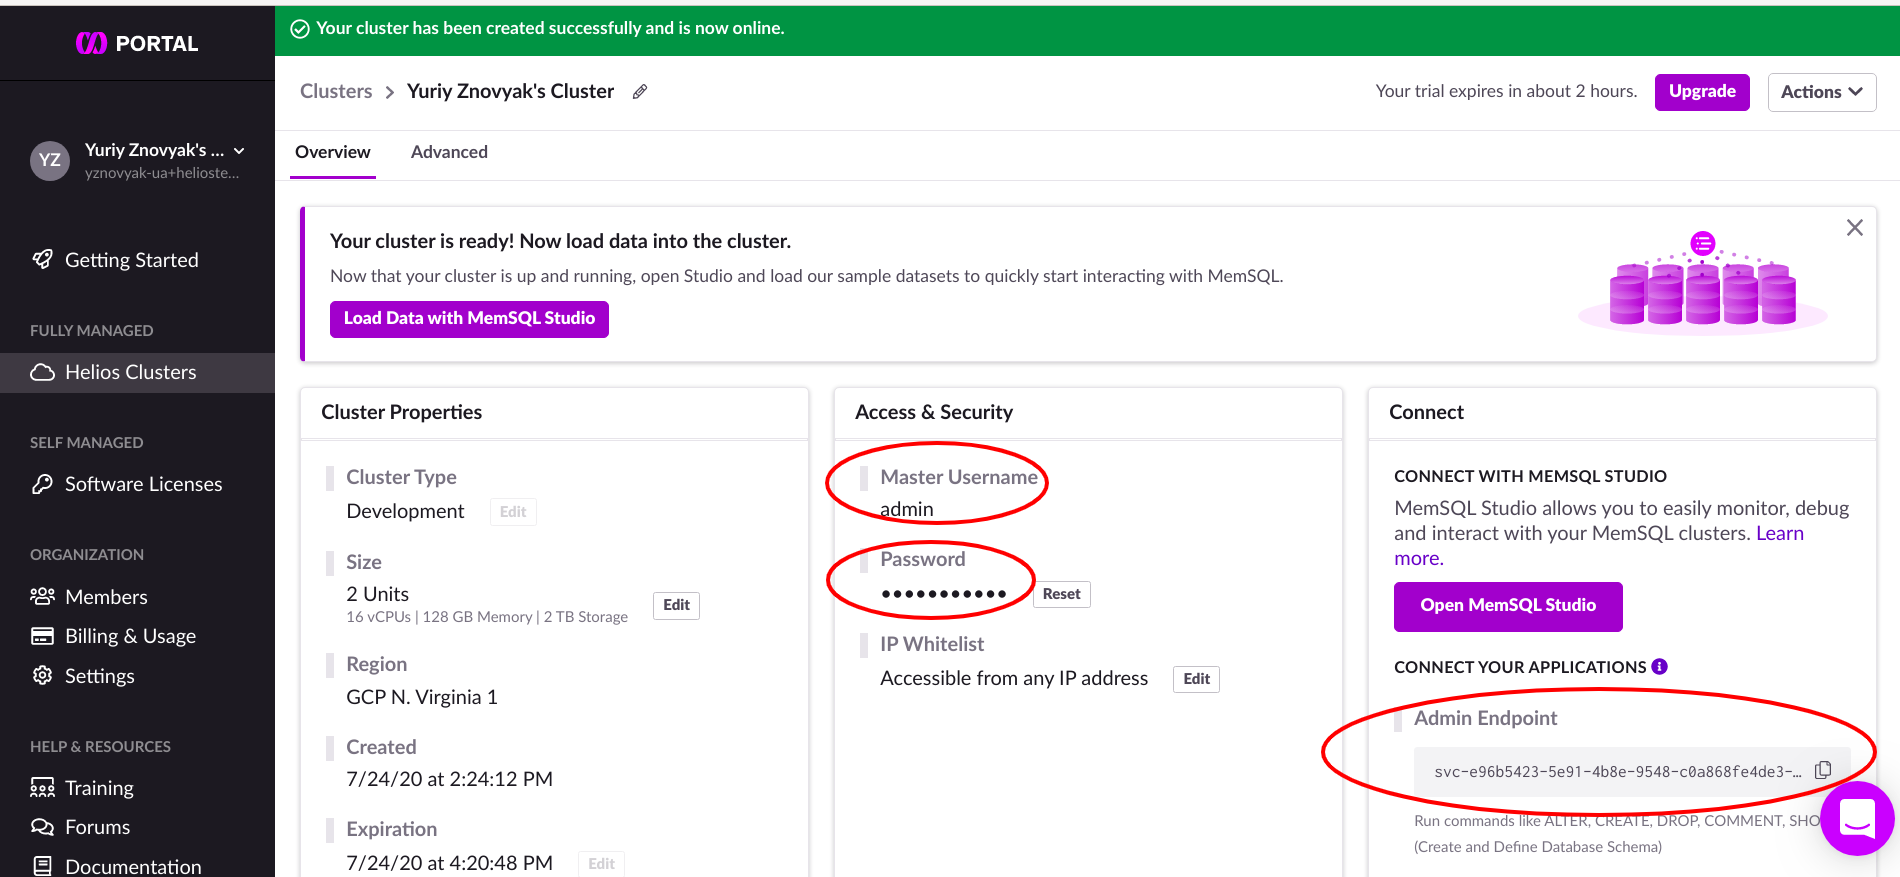 PORTAL
Your cluster has been created successfully and is now online.
YZ
Yuriy Znovyak's ...
yznovyak-ua+helioste...
Getting Started
FULLY MANAGED
Helios Clusters
SELF MANAGED
Software Licenses
ORGANIZATION
Members
Billing & Usage
Settings
HELP & RESOURCES
Training
Forums
Documentation
Clusters > Yuriy Znovyak's Cluster
Your trial expires in about 2 hours.
Upgrade
Actions
Overview
Advanced
Your cluster is ready! Now load data into the cluster.
Now that your cluster is up and running, open Studio and load our sample datasets to quickly start interacting with MemSQL.
Load Data with MemSQL Studio
Cluster Properties
Cluster Type
Development
Edit
Size
2 Units
16 vCPUs | 128 GB Memory | 2 TB Storage
Edit
Region
GCP N. Virginia 1
Created
7/24/20 at 2:24:12 PM
Expiration
7/24/20 at 4:20:48 PM
Edit
Access & Security
Master Username
admin
Password
•••••••••••
Reset
IP Whitelist
Accessible from any IP address
Edit
Connect
CONNECT WITH MEMSQL STUDIO
MemSQL Studio allows you to easily monitor, debug
and interact with your MemSQL clusters. Learn
more.
Open MemSQL Studio
CONNECT YOUR APPLICATIONS
Admin Endpoint
svc-e96b5423-5e91-4b8e-9548-c0a868fe4de3-…
Run commands like ALTER, CREATE, DROP, COMMENT, SHO
(Create and Define Database Schema)